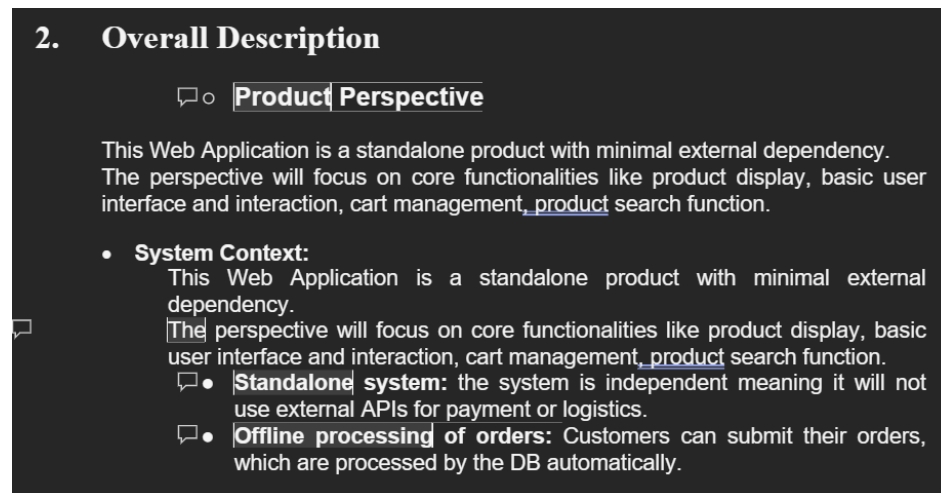 2. Overall Description
○ Product Perspective
This Web Application is a standalone product with minimal external dependency.
The perspective will focus on core functionalities like product display, basic user
interface and interaction, cart management, product search function.
• System Context:
This Web Application is a standalone product with minimal external
dependency.
The perspective will focus on core functionalities like product display, basic
user interface and interaction, cart management, product search function.
● Standalone system: the system is independent meaning it will not
use external APIs for payment or logistics.
● Offline processing of orders: Customers can submit their orders,
which are processed by the DB automatically.